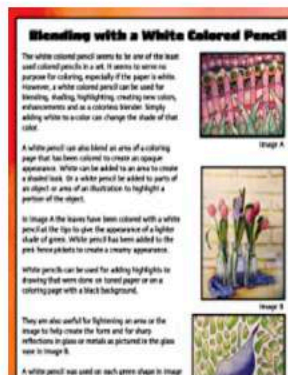 Blending with a White Colored Pencil
The white colored pencil seems to be one of the least
used colored pencils in a set. It seems to serve no
purpose for coloring, especially if the paper is white.
However, a white colored pencil can be used for
blending, shading, highlighting, creating new colors,
enhancements and as a colorless blender. Simply
adding white to a color can change the shade of that
color.
Image A
A white pencil can also blend an area of a coloring
page that has been colored to create an opaque
appearance. White can be added to an area to create
a shaded look. Or a white pencil be added to parts of
an object or area of an illustration to highlight a
portion of the object.
In Image A the leaves have been colored with a white
pencil at the tips to give the appearance of a lighter
shade of green. White pencil has been added to the
pink fence pickets to create a creamy appearance.
White pencils can be used for adding highlights to
drawing that were done on toned paper or on a
coloring page with a black background.
Image B
They are also useful for lightening an area or the
image to help create the form and for sharp
reflections in glass or metals as pictured in the glass
vase in Image B.
A white pencil was used on each green shape in Image